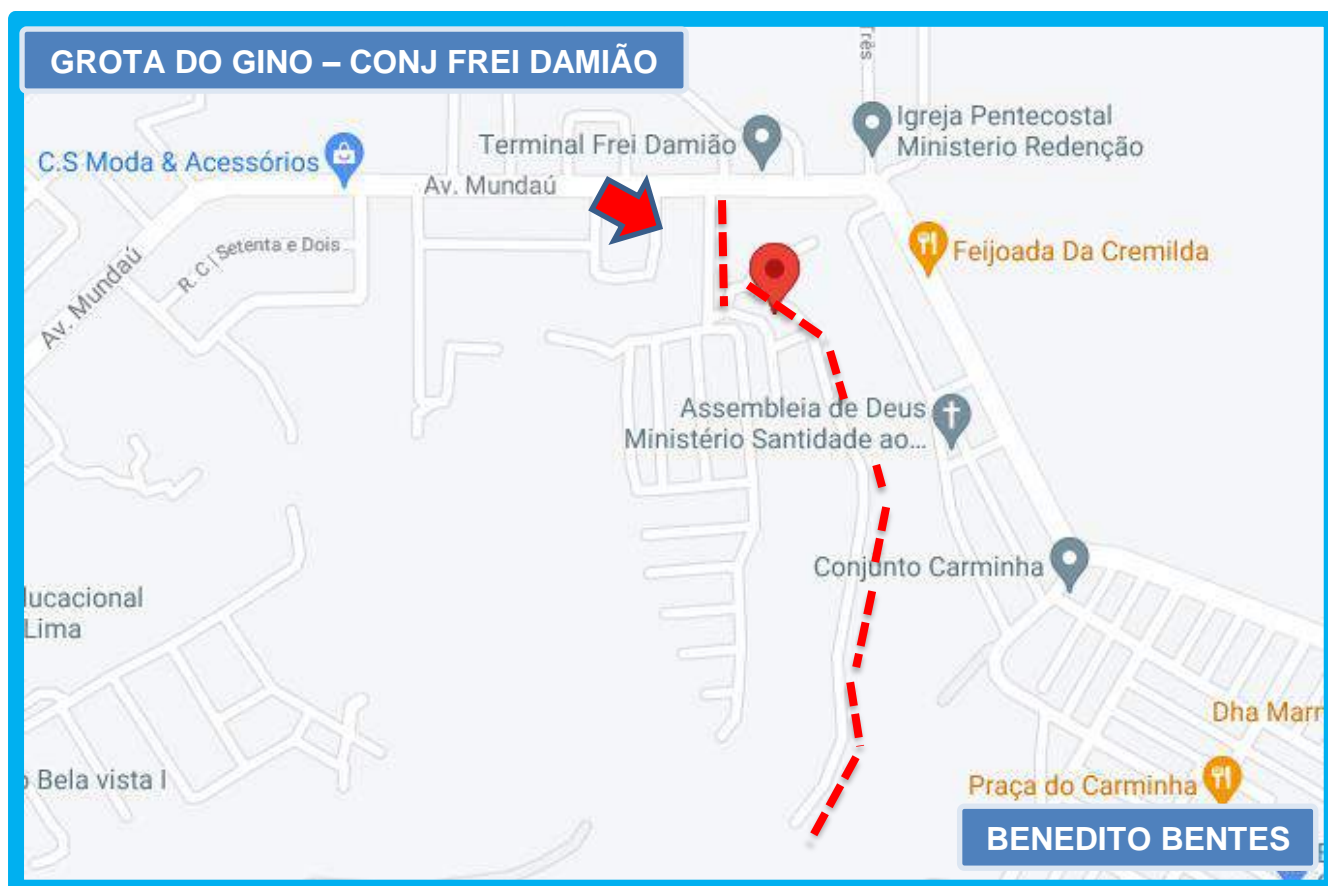 GROTA DO GINO – CONJ FREI DAMIÃO
Três
Igreja Pentecostal
Ministerio Redenção
Terminal Frei Damião
C.S Moda & Acessórios
Av. Mundaú
R. C | Setenta e Dois
Feijoada Da Cremilda
Av. Mundaú
Assembleia de Deus
Ministério Santidade ao...
Conjunto Carminha
ucacional
Lima
Dha Marr
Bela vista I
Praça do Carminha
BENEDITO BENTES